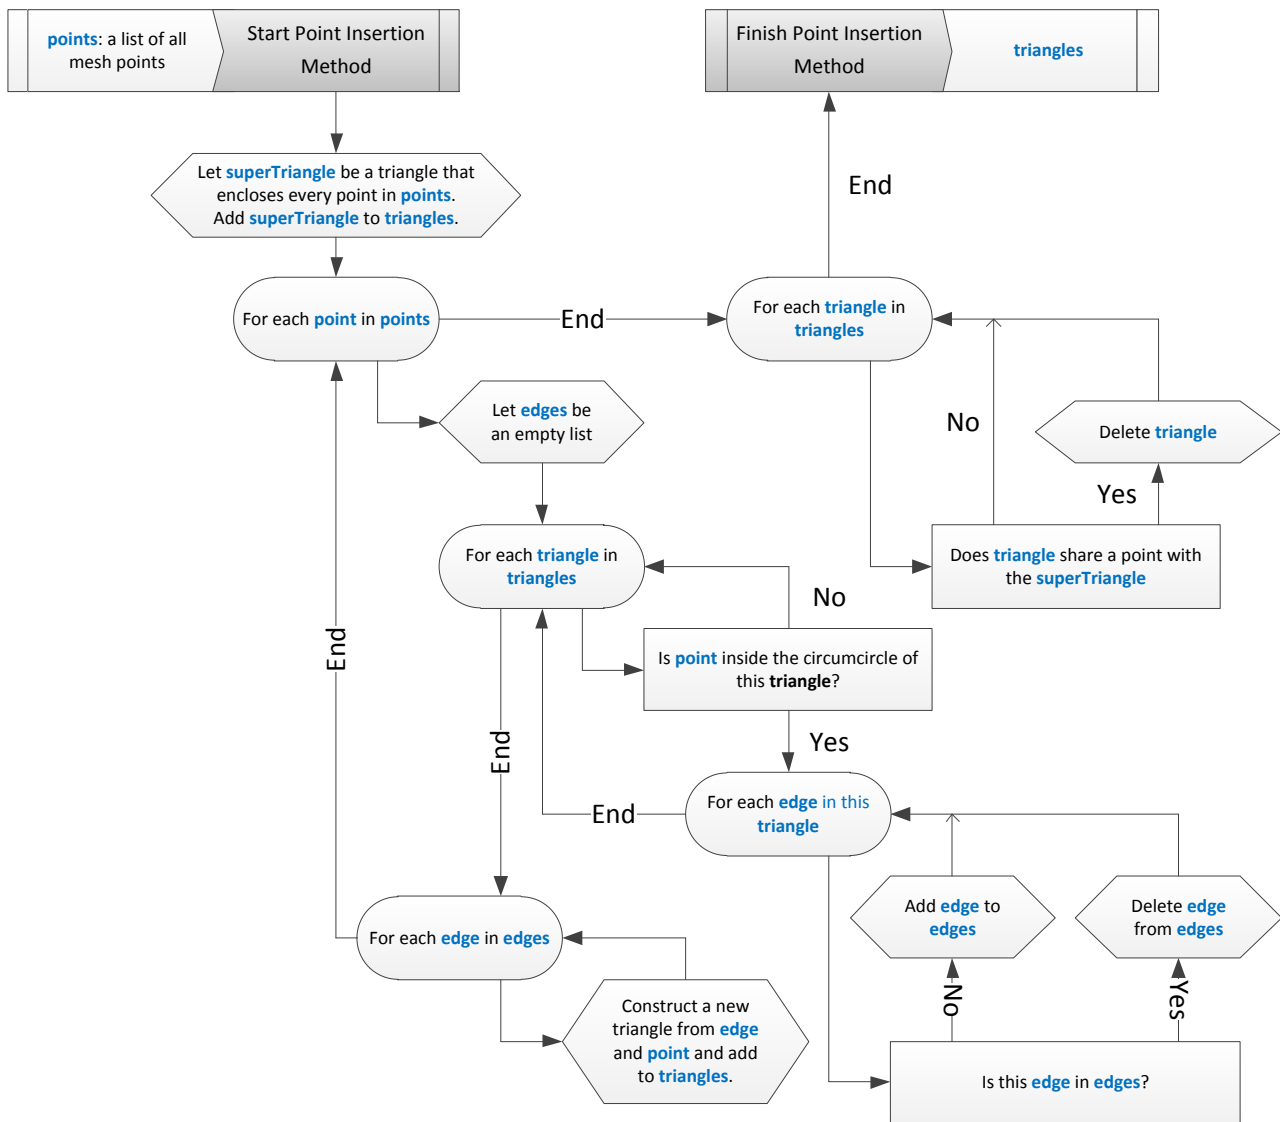 points: a list of all
mesh points
Start Point Insertion
Method
Finish Point Insertion
Method
triangles
Let superTriangle be a triangle that
encloses every point in points.
Add superTriangle to triangles.
End
For each point in points
End
For each triangle in
triangles
Let edges be
an empty list
No
Delete triangle
Yes
For each triangle in
triangles
Does triangle share a point with
the superTriangle
No
End
Is point inside the circumcircle of
this triangle?
Yes
End
For each edge in this
triangle
End
Add edge to
edges
Delete edge
from edges
For each edge in edges
No
Yes
Construct a new
triangle from edge
and point and add
to triangles.
Is this edge in edges?